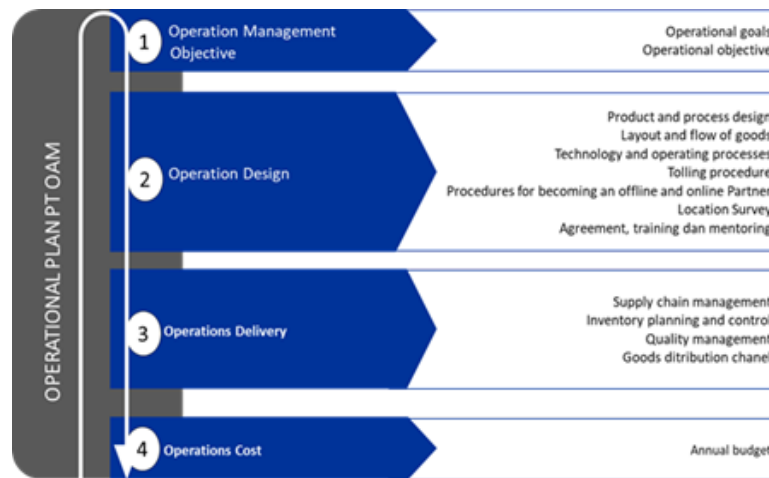 OPERATIONAL PLAN PT OAM
1
Operation Management
Objective
Operational goals
Operational objective
2
Operation Design
Product and process design
Layout and flow of goods
Technology and operating processes
Tolling procedure
Procedures for becoming an offline and online Partner
Location Survey
Agreement, training dan mentoring
3
Operations Delivery
Supply chain management
Inventory planning and control
Quality management
Goods ditribution chanel
4
Operations Cost
Annual budget